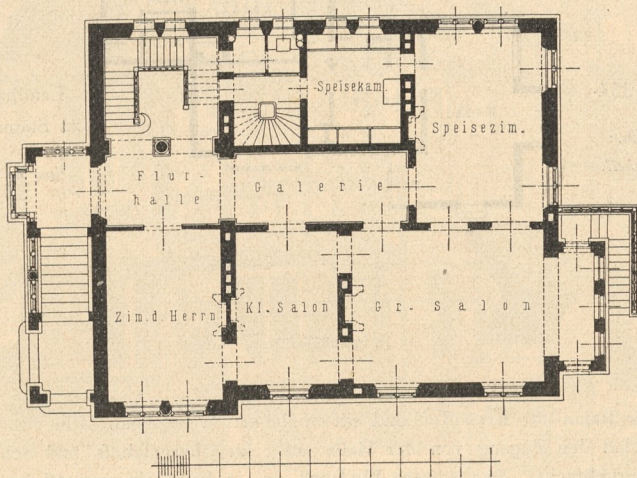 Speisekam.
Speisezim.
Flur-
halle
Galerie
Zim. d. Herrn
Kl. Salon
Gr. Salon